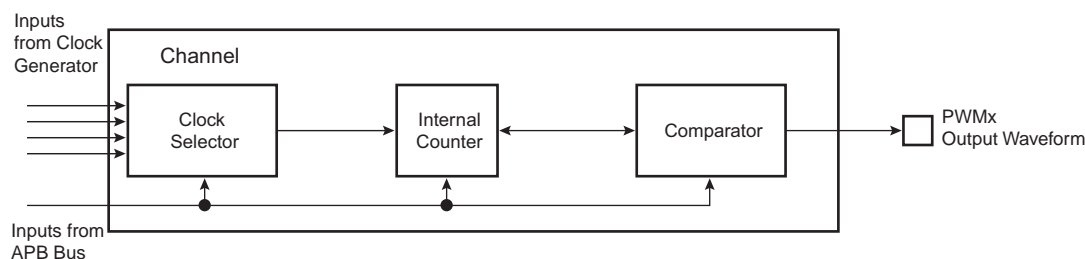 Inputs
from Clock
Generator
Channel
Clock
Selector
Internal
Counter
Comparator
PWMx
Output Waveform
Inputs from
APB Bus